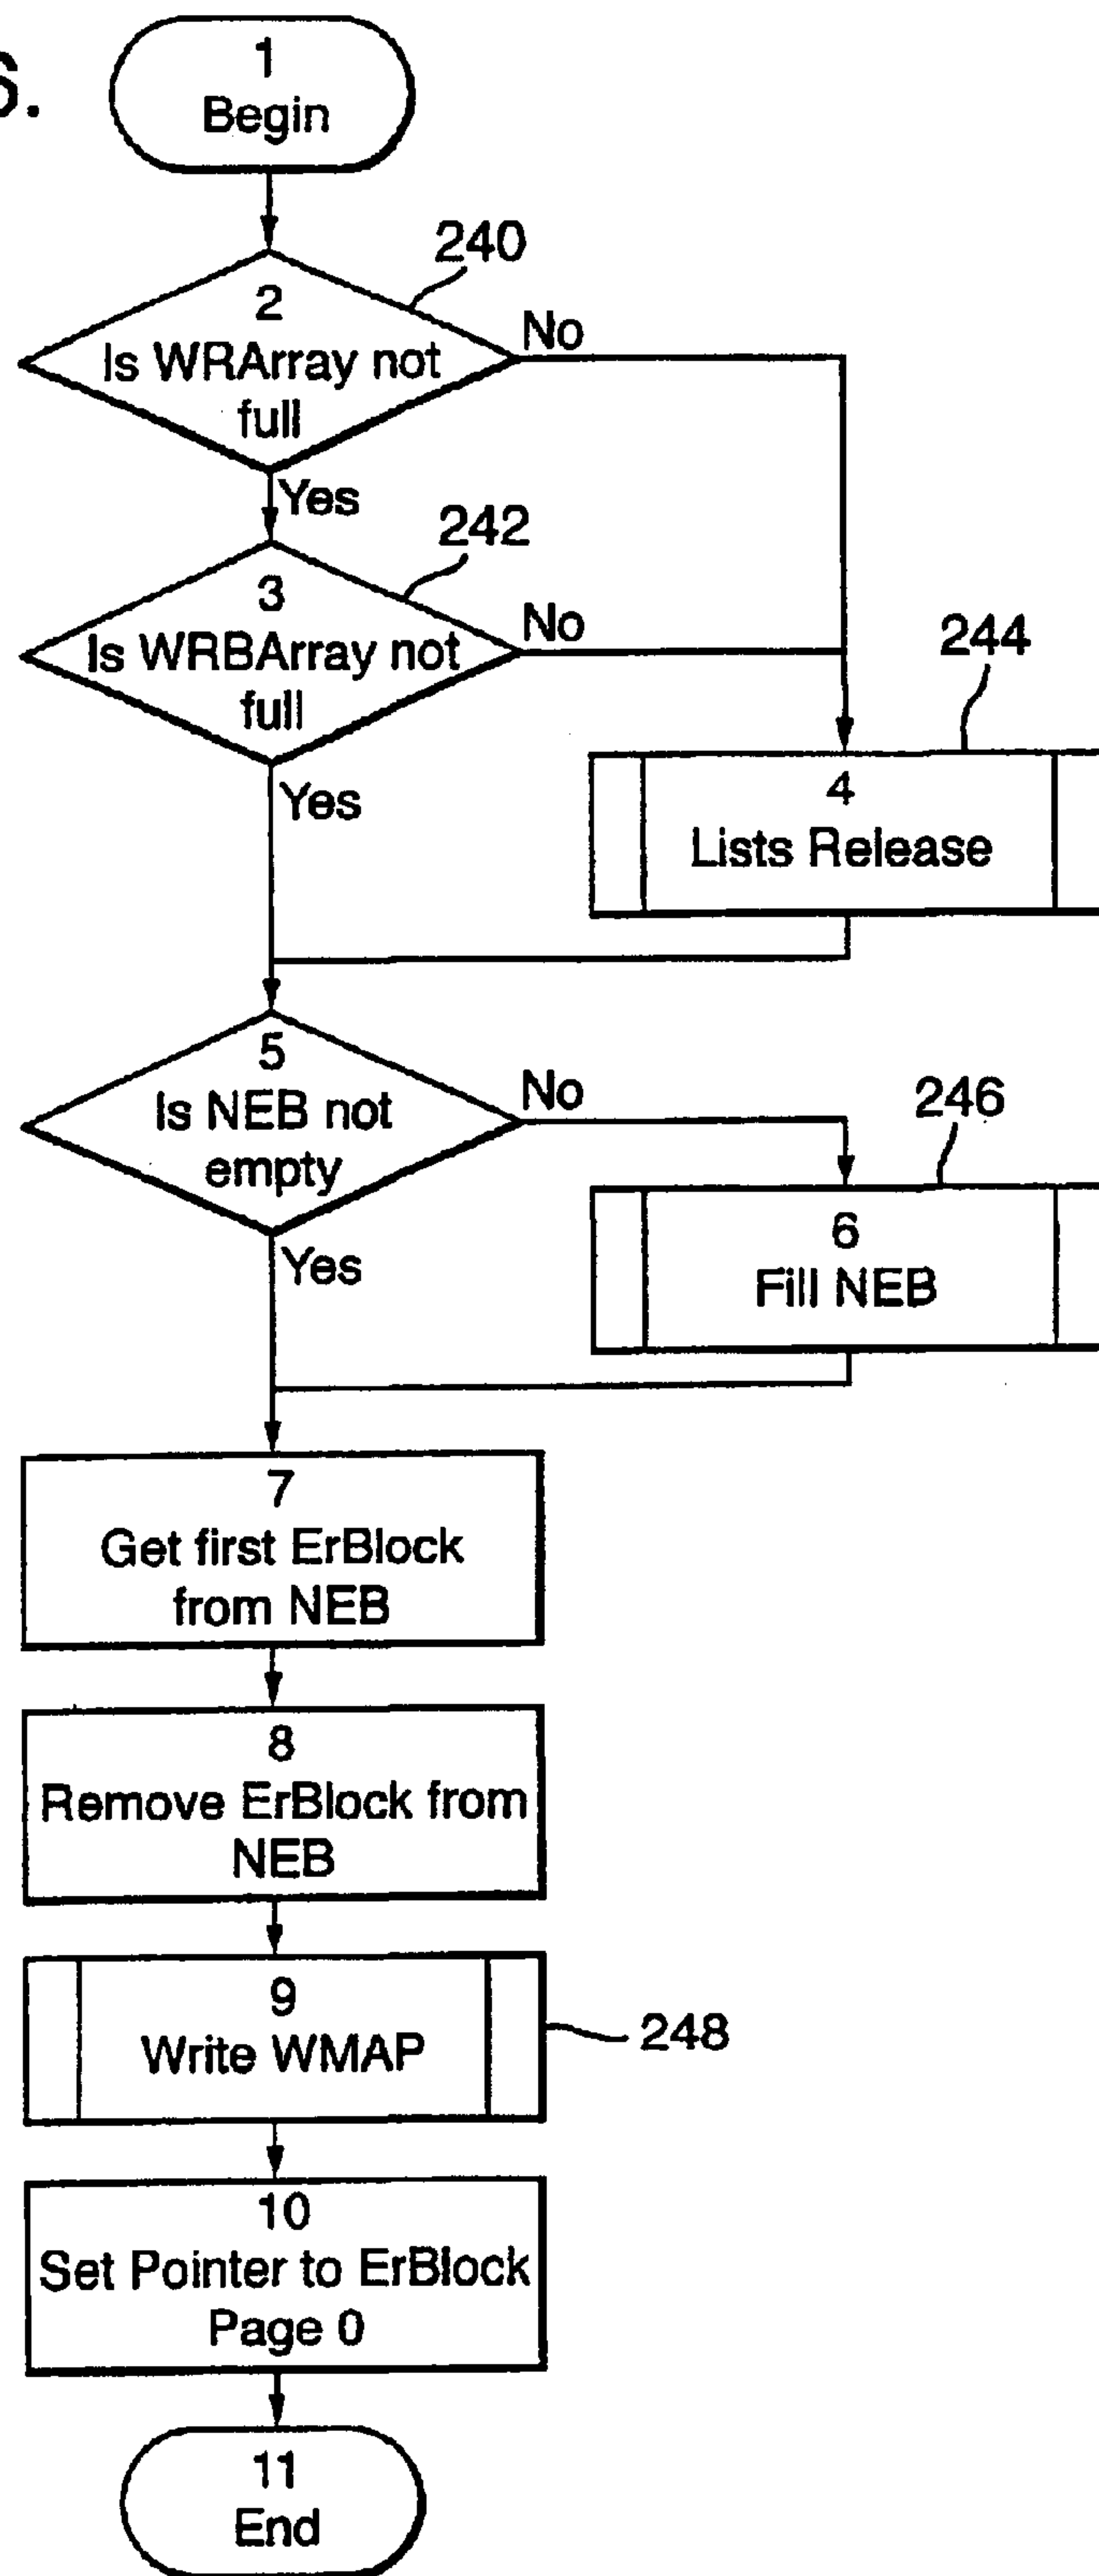 1
Begin
240
2
Is WRArray not
full
No
Yes
242
3
Is WRBArray not
full
No
Yes
244
4
Lists Release
5
Is NEB not
empty
No
246
6
Fill NEB
Yes
7
Get first ErBlock
from NEB
8
Remove ErBlock from
NEB
9
Write WMAP
248
10
Set Pointer to ErBlock
Page 0
11
End